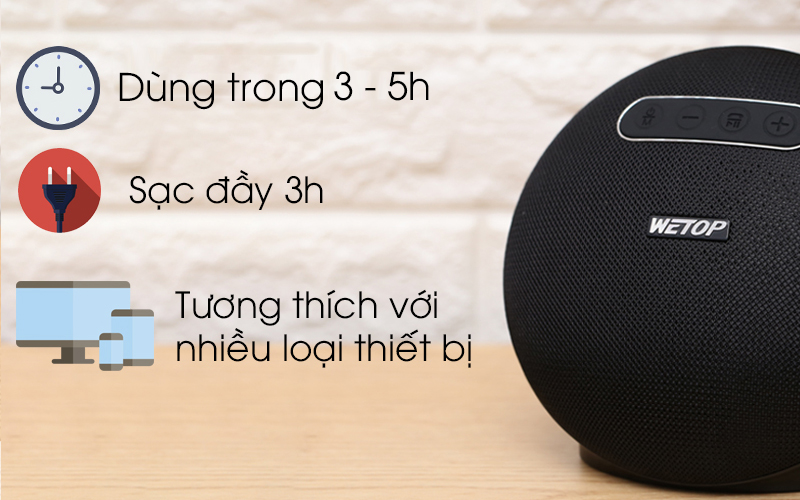 Dùng trong 3 - 5h
Sạc đầy 3h
Tương thích với
nhiều loại thiết bị
WETOP